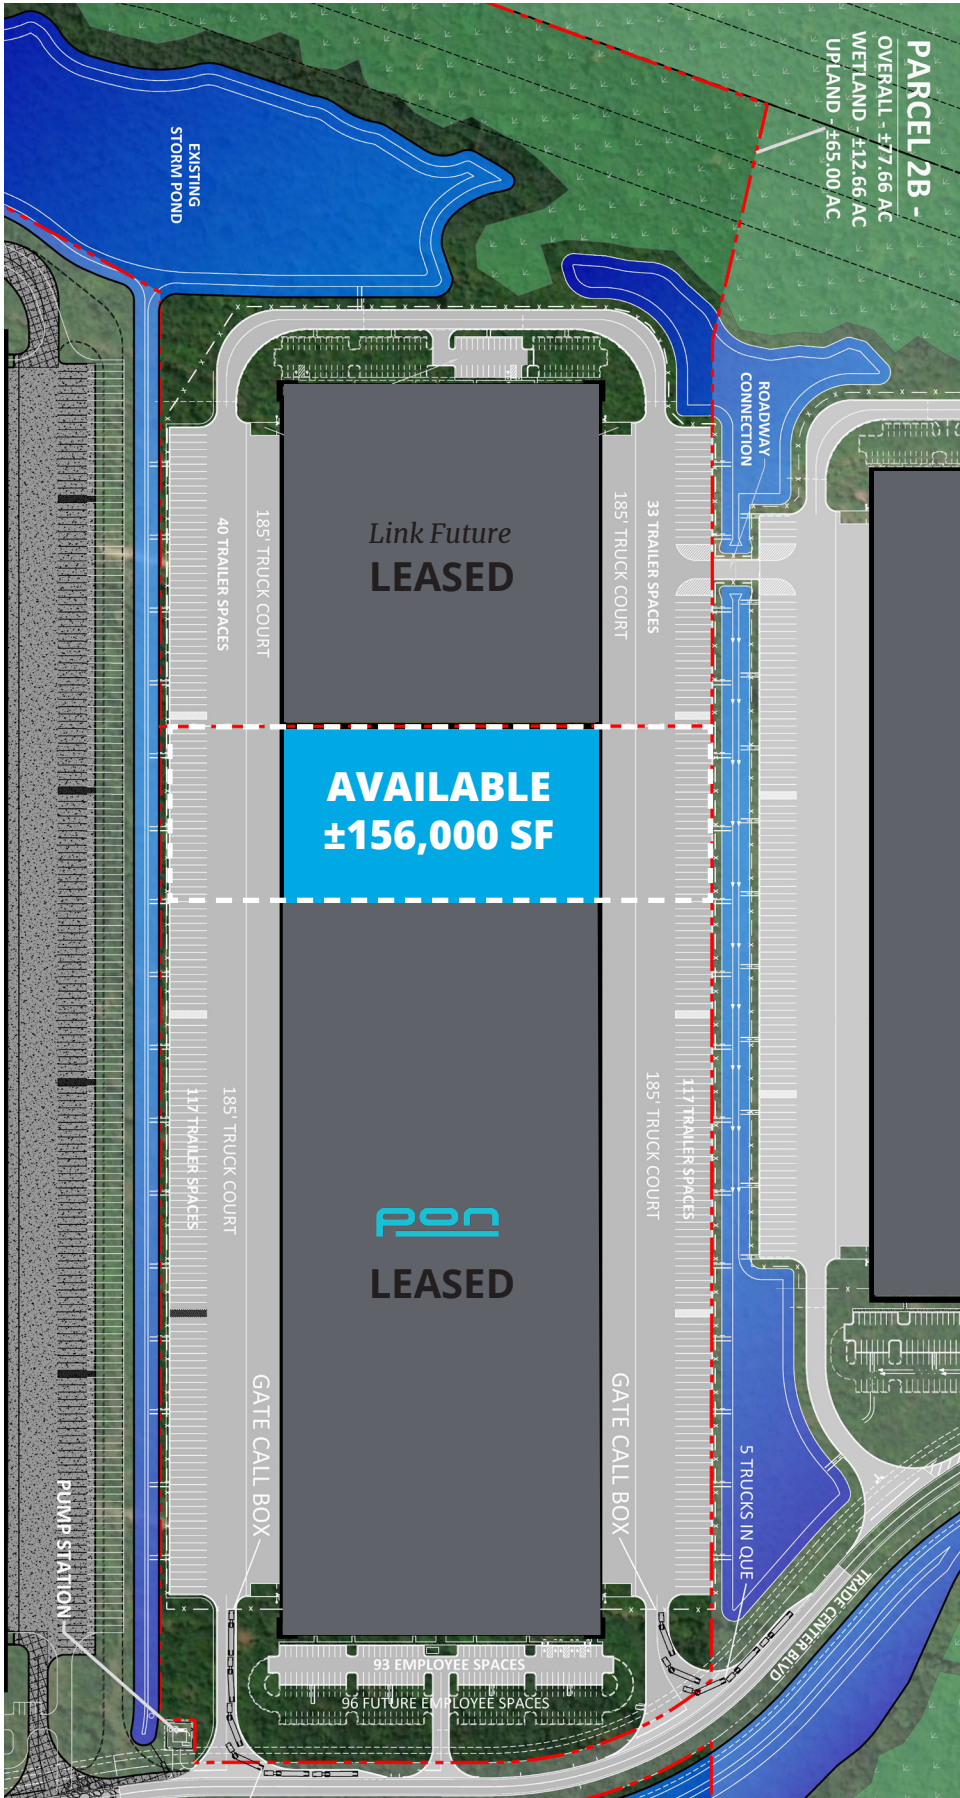 PARCEL 2B -
OVERALL - ±77.66 AC
WETLAND - ±12.66 AC
UPLAND - ±65.00 AC
EXISTING
STORM POND
ROADWAY
CONNECTION
40 TRAILER SPACES
185' TRUCK COURT
Link Future
LEASED
185' TRUCK COURT
33 TRAILER SPACES
AVAILABLE
±156,000 SF
117 TRAILER SPACES
185' TRUCK COURT
pon
LEASED
185' TRUCK COURT
117 TRAILER SPACES
GATE CALL BOX
GATE CALL BOX
5 TRUCKS IN QUE
PUMP STATION
TRADE CENTER BLVD
93 EMPLOYEE SPACES
96 FUTURE EMPLOYEE SPACES